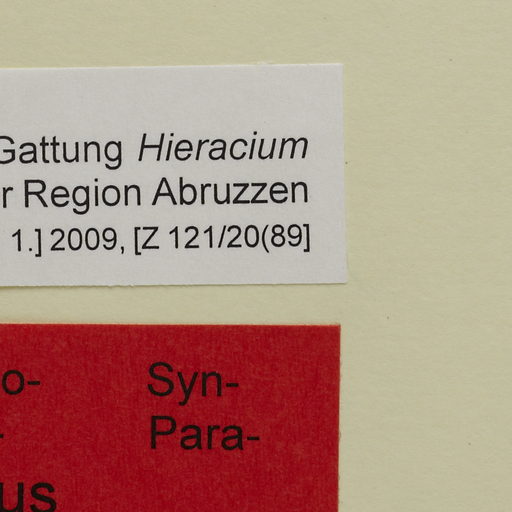 Gattung Hieracium
r Region Abruzzen
1.] 2009, [Z 121/20(89]
o- Syn-
- Para-
us